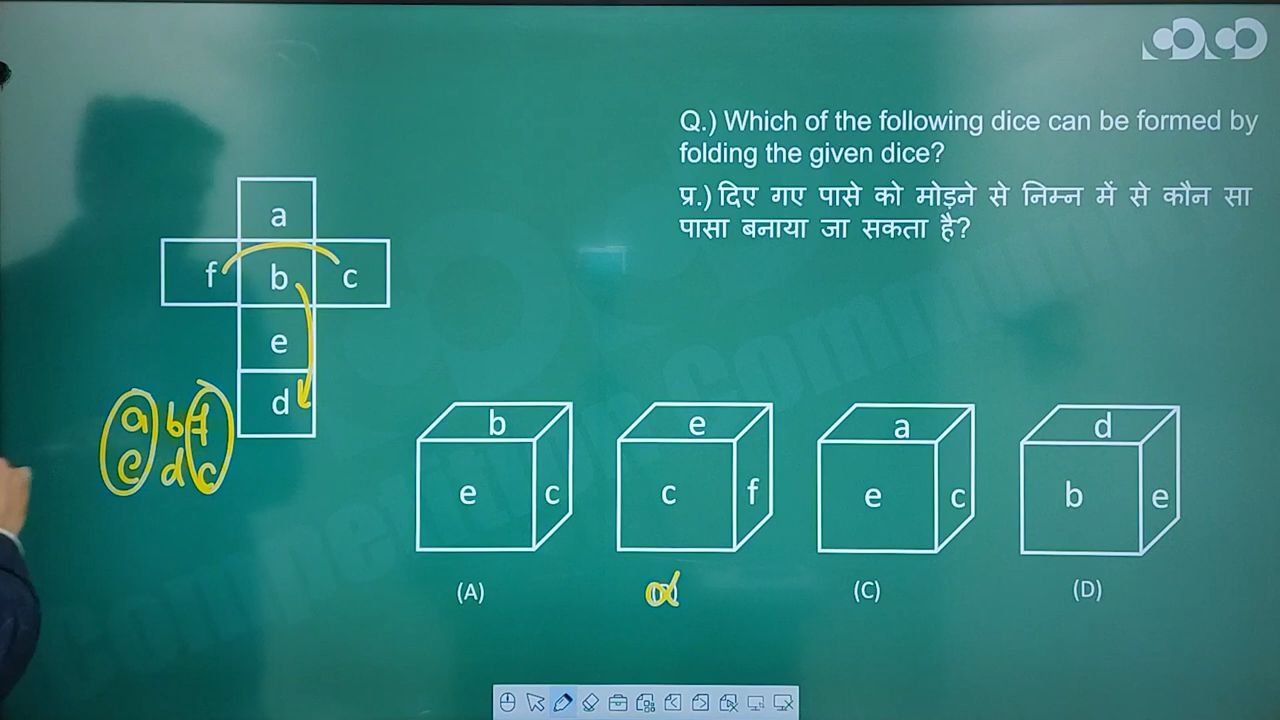 Q.) Which of the following dice can be formed by
folding the given dice?
प्र.) दिए गए पासे को मोड़ने से निम्न में से कौन सा
पासा बनाया जा सकता है?
a
f b c
e
d
a b f
e d c
b
e c
e
c f
a
e c
d
b e
(A) (C) (D)